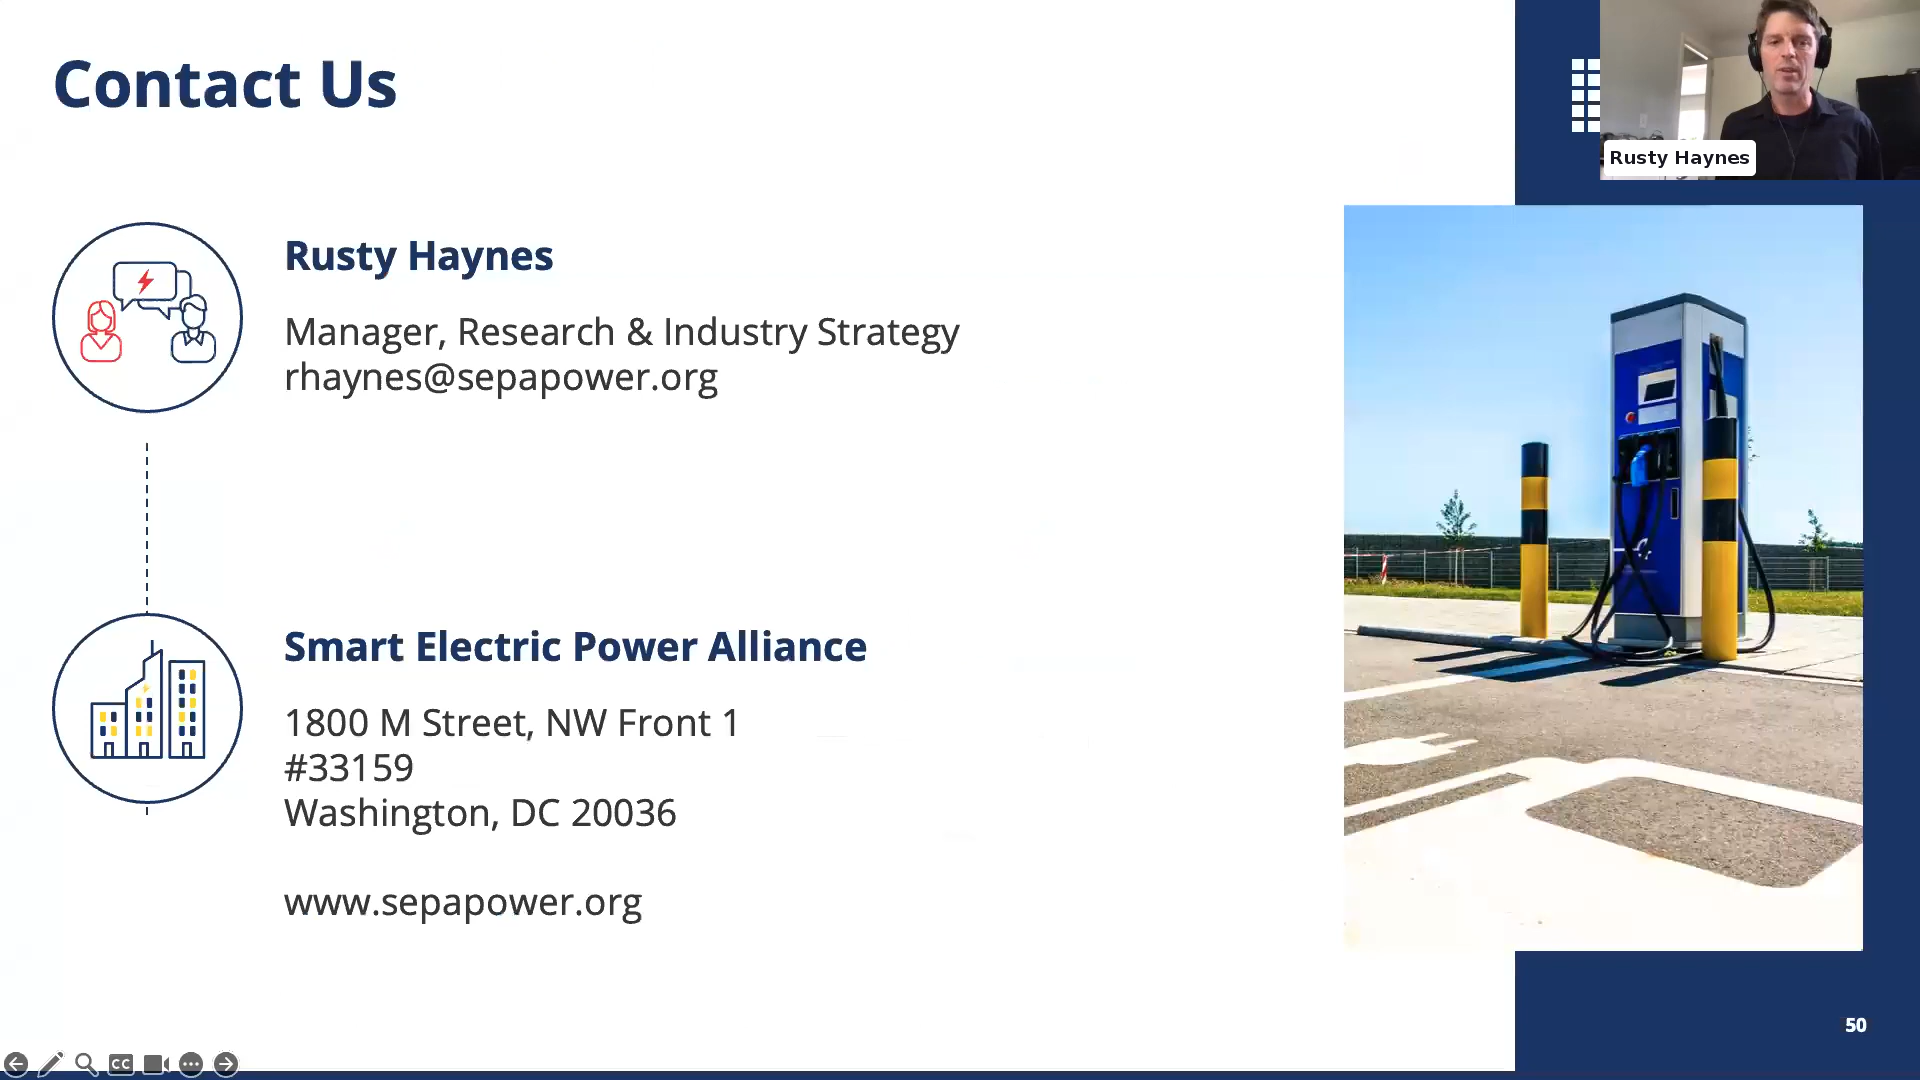 Contact Us
Rusty Haynes
Rusty Haynes
Manager, Research & Industry Strategy
rhaynes@sepapower.org
Smart Electric Power Alliance
1800 M Street, NW Front 1
#33159
Washington, DC 20036
www.sepapower.org
50
CC